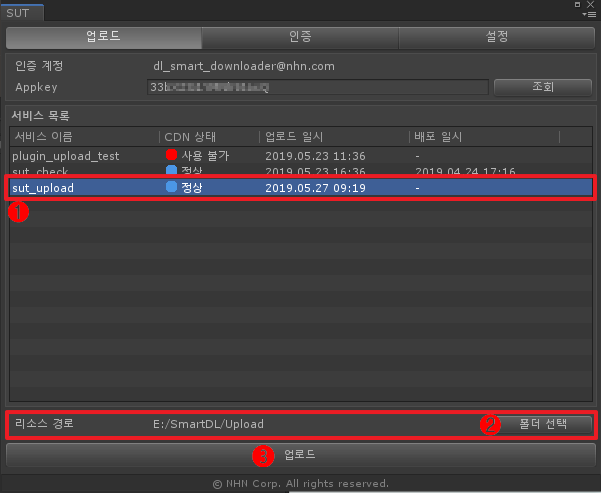 SUT
업로드 인증 설정
인증 계정 dl_smart_downloader@nhn.com
Appkey 조회
서비스 목록
서비스 이름 CDN 상태 업로드 일시 배포 일시
plugin_upload_test 사용 불가 2019.05.23 11:36 -
sut_check 정상 2019.05.23 16:36 2019.04.24 17:16
sut_upload 정상 2019.05.27 09:19 -
1
리소스 경로 E:/SmartDL/Upload 2 폴더 선택
3 업로드
© NHN Corp. All rights reserved.